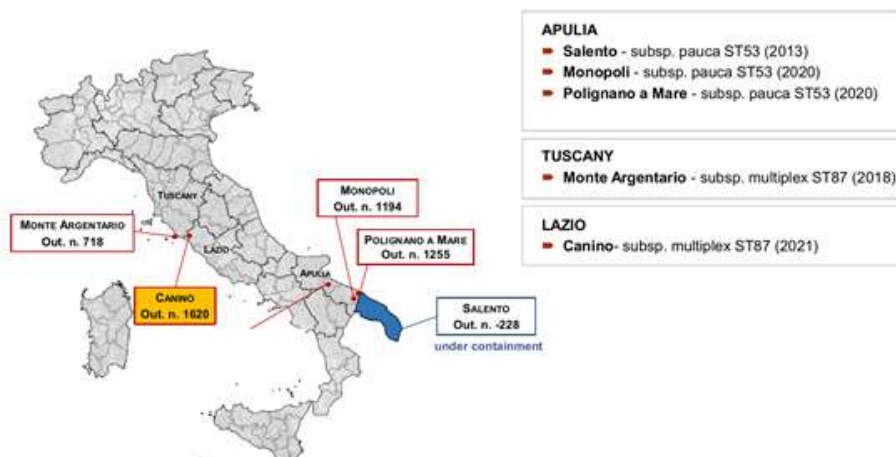 APULIA
Salento - subsp. pauca ST53 (2013)
Monopoli - subsp. pauca ST53 (2020)
Polignano a Mare - subsp. pauca ST53 (2020)
TUSCANY
Monte Argentario - subsp. multiplex ST87 (2018)
LAZIO
Canino- subsp. multiplex ST87 (2021)
TUSCANY
MONOPOLI
Out. n. 1194
MONTE ARGENTARIO
Out. n. 718
POLIGNANO A MARE
Out. n. 1255
LAZIO
APULIA
CANINO
Out. n. 1620
SALENTO
Out. n. -228
under containment